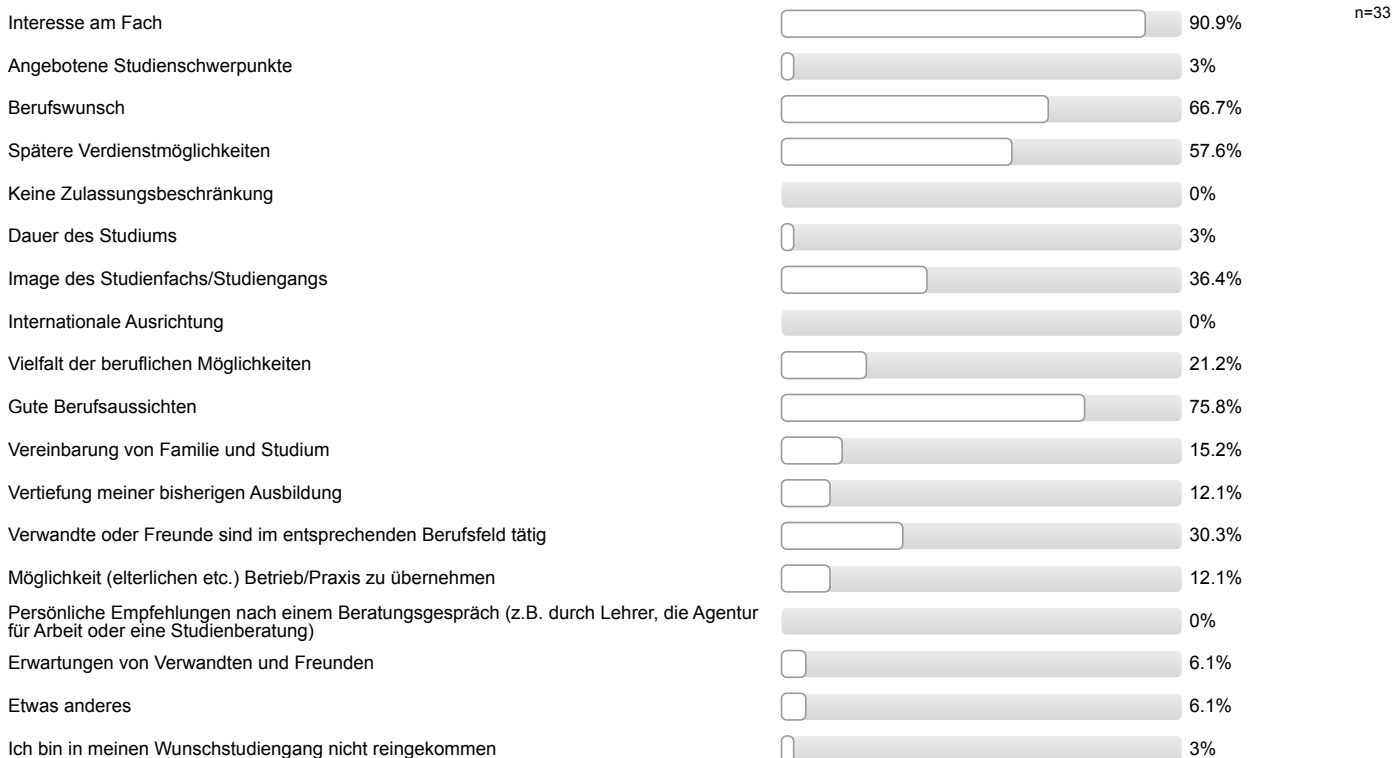 Interesse am Fach 90.9% n=33
Angebotene Studienschwerpunkte 3%
Berufswunsch 66.7%
Spätere Verdienstmöglichkeiten 57.6%
Keine Zulassungsbeschränkung 0%
Dauer des Studiums 3%
Image des Studienfachs/Studiengangs 36.4%
Internationale Ausrichtung 0%
Vielfalt der beruflichen Möglichkeiten 21.2%
Gute Berufsaussichten 75.8%
Vereinbarung von Familie und Studium 15.2%
Vertiefung meiner bisherigen Ausbildung 12.1%
Verwandte oder Freunde sind im entsprechenden Berufsfeld tätig 30.3%
Möglichkeit (elterlichen etc.) Betrieb/Praxis zu übernehmen 12.1%
Persönliche Empfehlungen nach einem Beratungsgespräch (z.B. durch Lehrer, die Agentur
für Arbeit oder eine Studienberatung) 0%
Erwartungen von Verwandten und Freunden 6.1%
Etwas anderes 6.1%
Ich bin in meinen Wunschstudiengang nicht reingekommen 3%